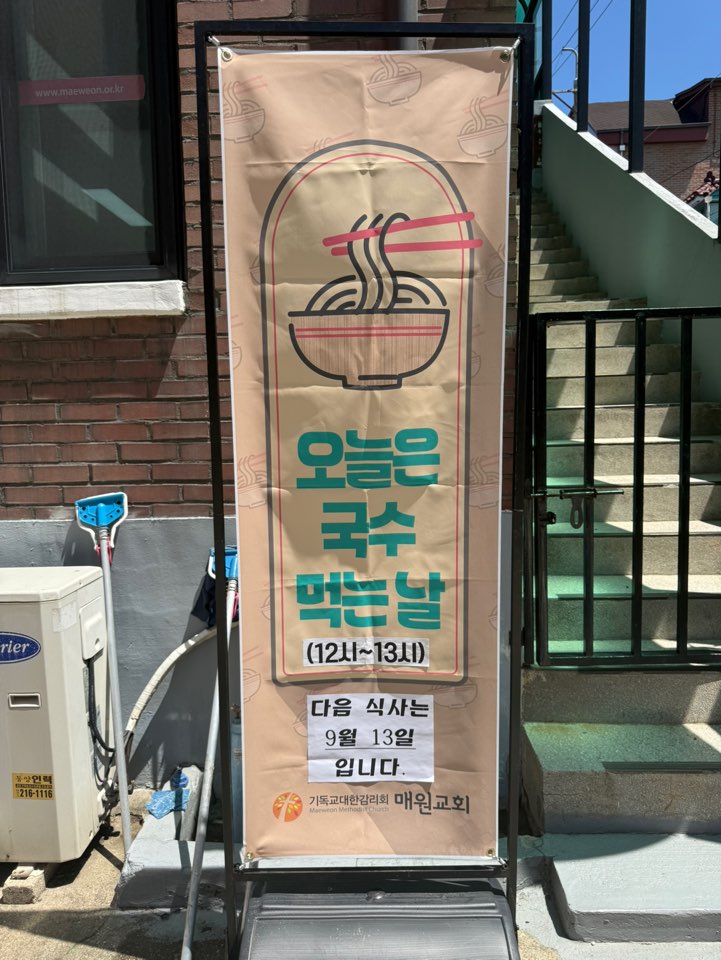 www.maeweon.or.kr
오늘은
국수
먹는 날
(12시~13시)
다음 식사는
9월 13일
입니다.
기독교대한감리회 매원교회
Maeweon Methodist Church
인력
216-1116